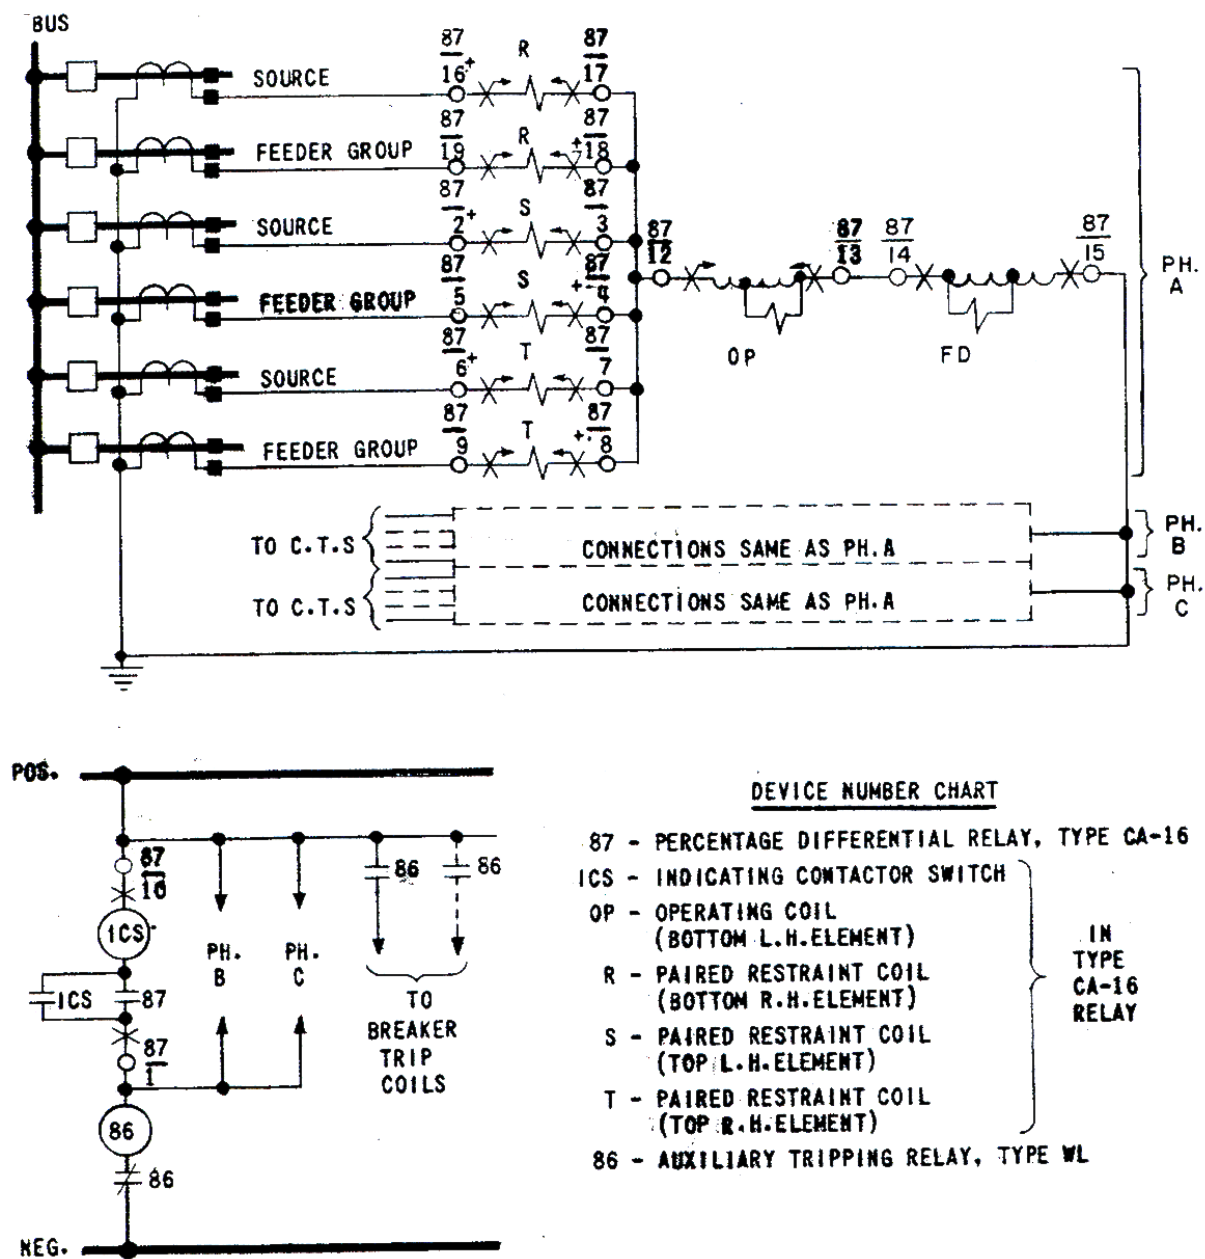 BUS
87 R 87
16 + 17
SOURCE
87 R 87
19 + 18
FEEDER GROUP
87 S 87
2 + 3
SOURCE
87 S 87
5 + 4
FEEDER GROUP
87 T 87
6 + 7
SOURCE
87 T 87
9 + 8
FEEDER GROUP
87
12
87
13
87
14
87
15
OP
FD
PH.
A
TO C.T.S
CONNECTIONS SAME AS PH.A
PH.
B
TO C.T.S
CONNECTIONS SAME AS PH.A
PH.
C
POS.
87
10
ICS
ICS
87
87
1
86
86
NEG.
PH.
B
PH.
C
86
86
TO
BREAKER
TRIP
COILS
DEVICE NUMBER CHART
87 - PERCENTAGE DIFFERENTIAL RELAY, TYPE CA-16
ICS - INDICATING CONTACTOR SWITCH
OP - OPERATING COIL
(BOTTOM L.H.ELEMENT)
R - PAIRED RESTRAINT COIL
(BOTTOM R.H.ELEMENT)
S - PAIRED RESTRAINT COIL
(TOP L.H.ELEMENT)
T - PAIRED RESTRAINT COIL
(TOP R.H.ELEMENT)
86 - AUXILIARY TRIPPING RELAY, TYPE WL
IN
TYPE
CA-16
RELAY